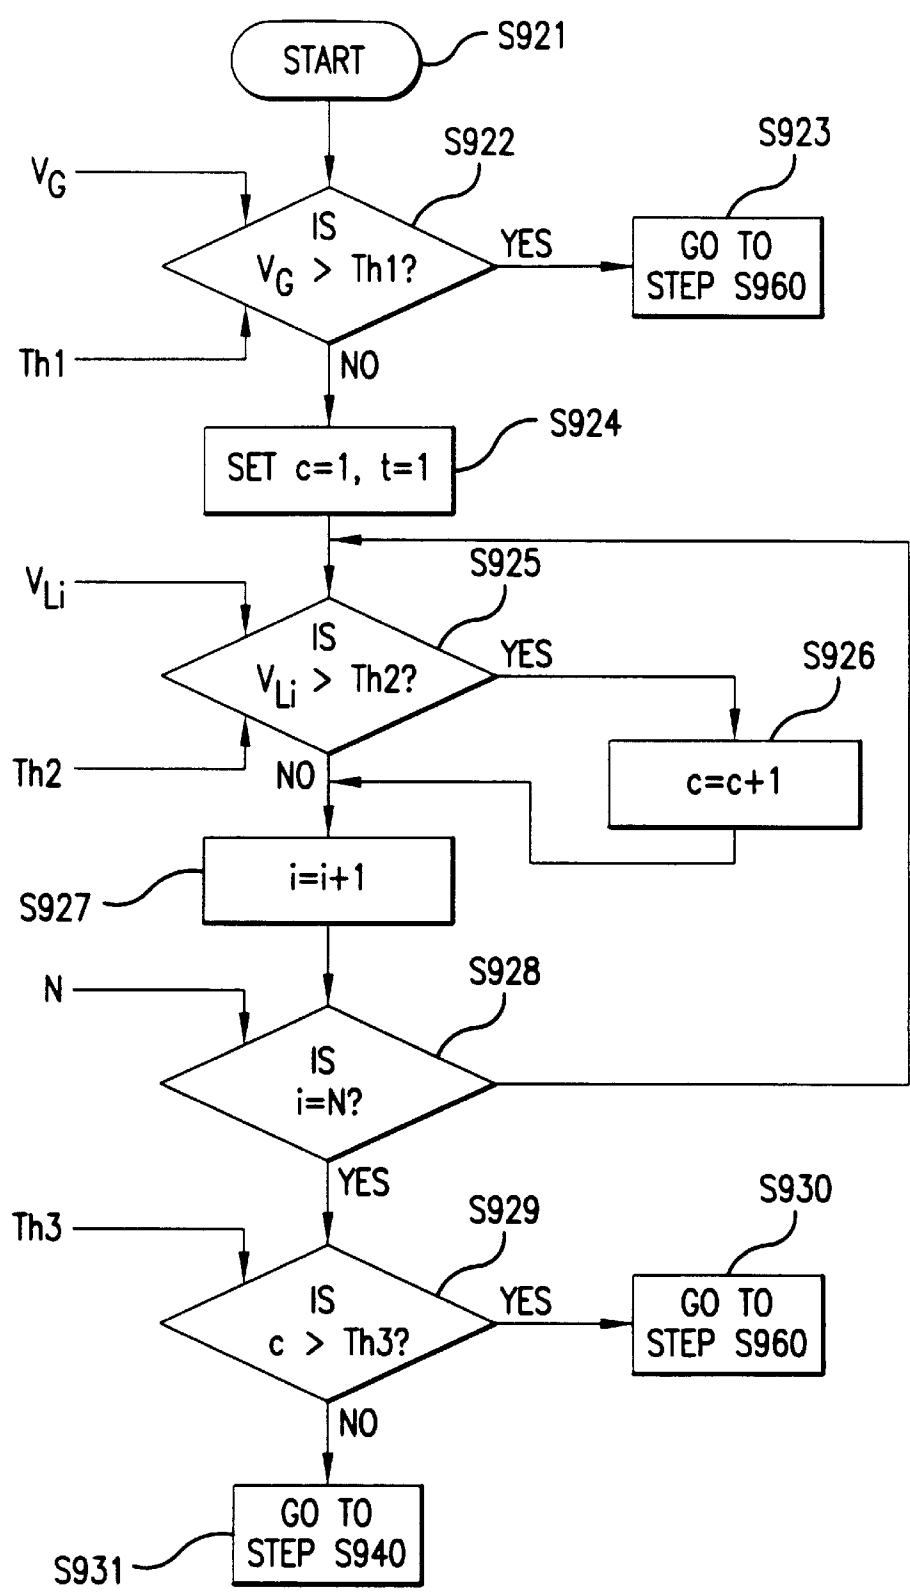 START
S921
S922
S923
V_G
IS
V_G > Th1?
YES
GO TO
STEP S960
Th1
NO
S924
SET c=1, t=1
S925
V_Li
IS
V_Li > Th2?
YES
S926
Th2
NO
c=c+1
i=i+1
S927
S928
N
IS
i=N?
YES
S930
Th3
S929
IS
c > Th3?
YES
GO TO
STEP S960
NO
GO TO
STEP S940
S931